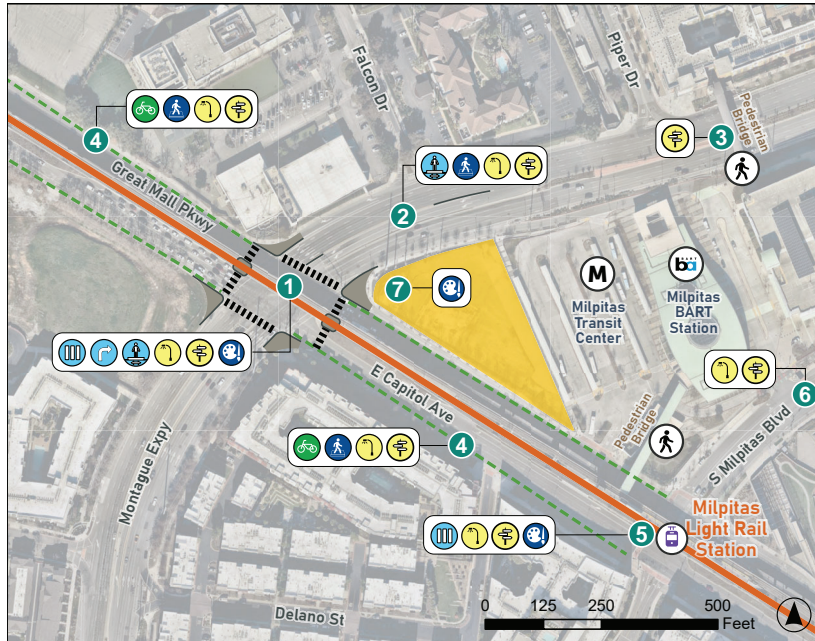 Falcon Dr
Piper Dr
Pedestrian
Bridge
4
3
Great Mall Pkwy
2
1
7
M
ba
Milpitas
Transit
Center
Milpitas
BART
Station
E Capitol Ave
6
Pedestrian
Bridge
S Milpitas Blvd
Montague Expy
4
5
Milpitas
Light Rail
Station
Delano St
0 125 250 500
Feet